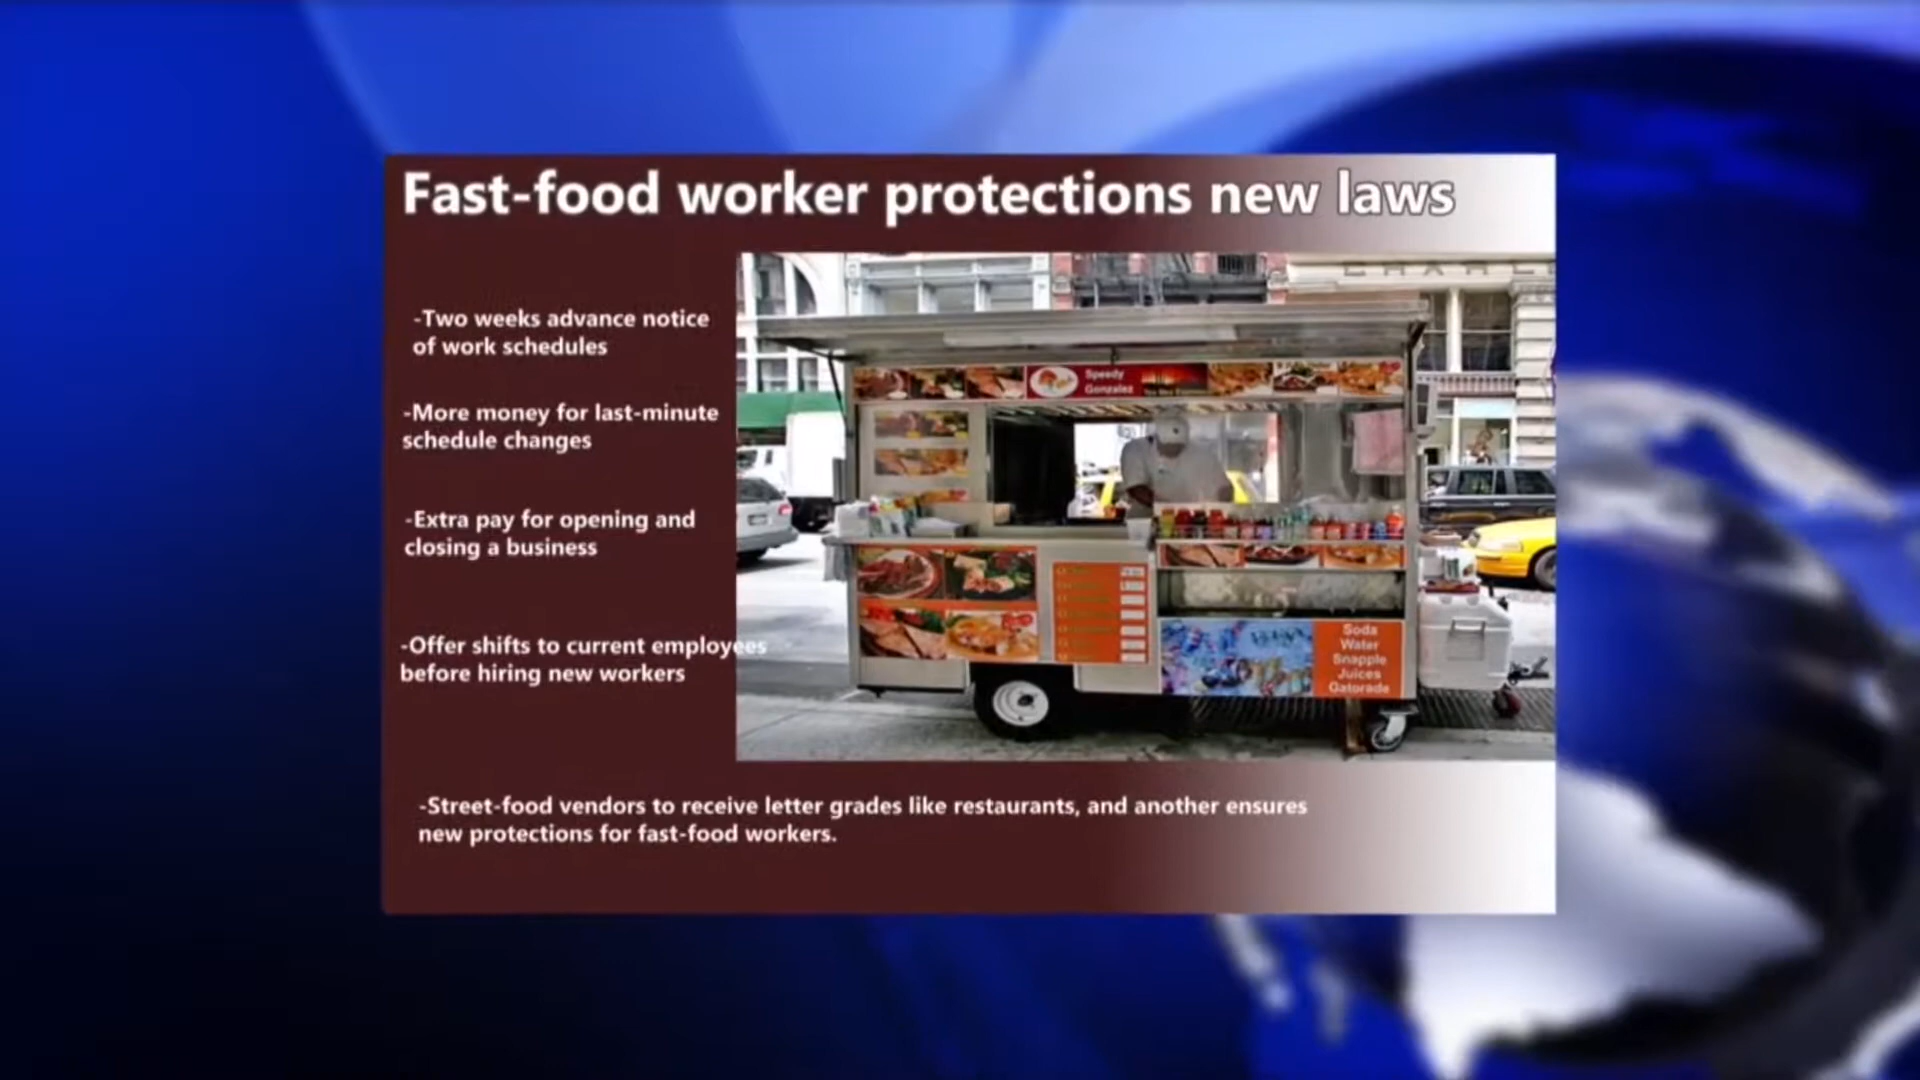 Fast-food worker protections new laws
-Two weeks advance notice
of work schedules
-More money for last-minute
schedule changes
-Extra pay for opening and
closing a business
-Offer shifts to current employees
before hiring new workers
-Street-food vendors to receive letter grades like restaurants, and another ensures
new protections for fast-food workers.
CHARL
Speedy
Gonzalez
Soda
Water
Snapple
Juices
Gatorade